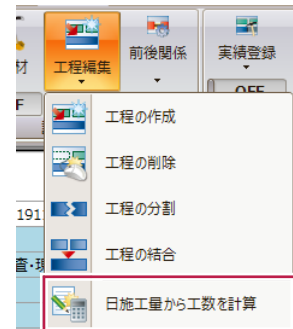 材 工程編集 前後関係 実績登録
F OFF
工程の作成
工程の削除
191 工程の分割
査・現 工程の結合
日施工量から工数を計算